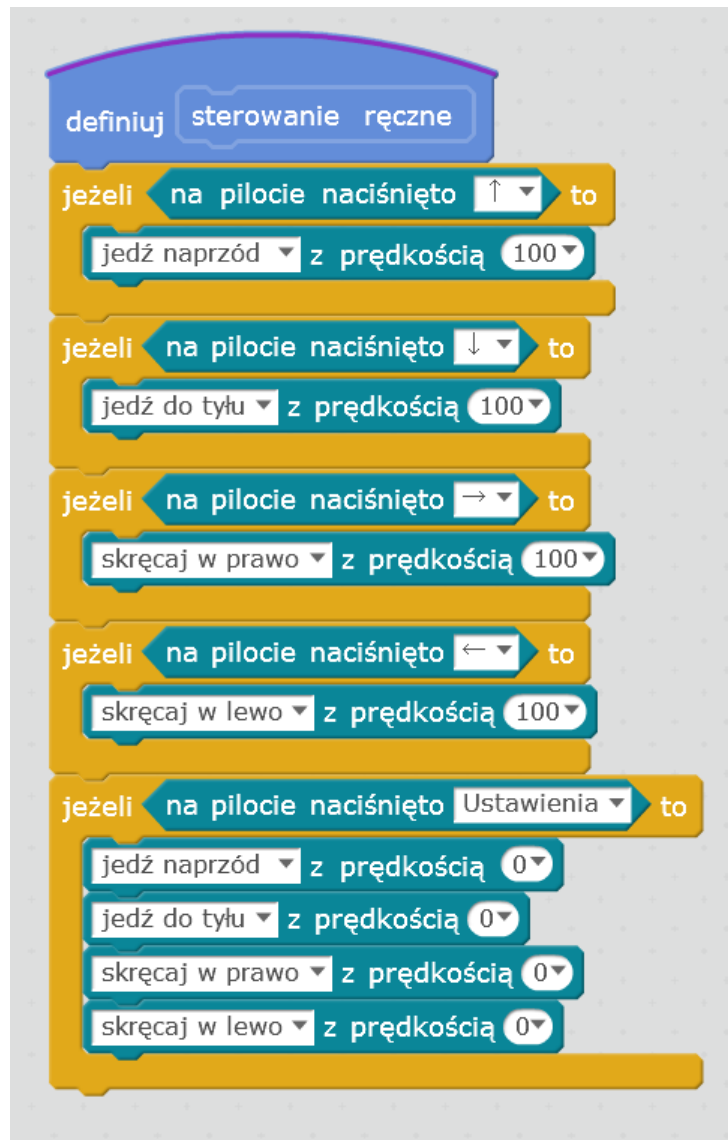 definiuj sterowanie ręczne
jeżeli na pilocie naciśnięto ↑ to
jedź naprzód z prędkością 100
jeżeli na pilocie naciśnięto ↓ to
jedź do tyłu z prędkością 100
jeżeli na pilocie naciśnięto → to
skręcaj w prawo z prędkością 100
jeżeli na pilocie naciśnięto ← to
skręcaj w lewo z prędkością 100
jeżeli na pilocie naciśnięto Ustawienia to
jedź naprzód z prędkością 0
jedź do tyłu z prędkością 0
skręcaj w prawo z prędkością 0
skręcaj w lewo z prędkością 0